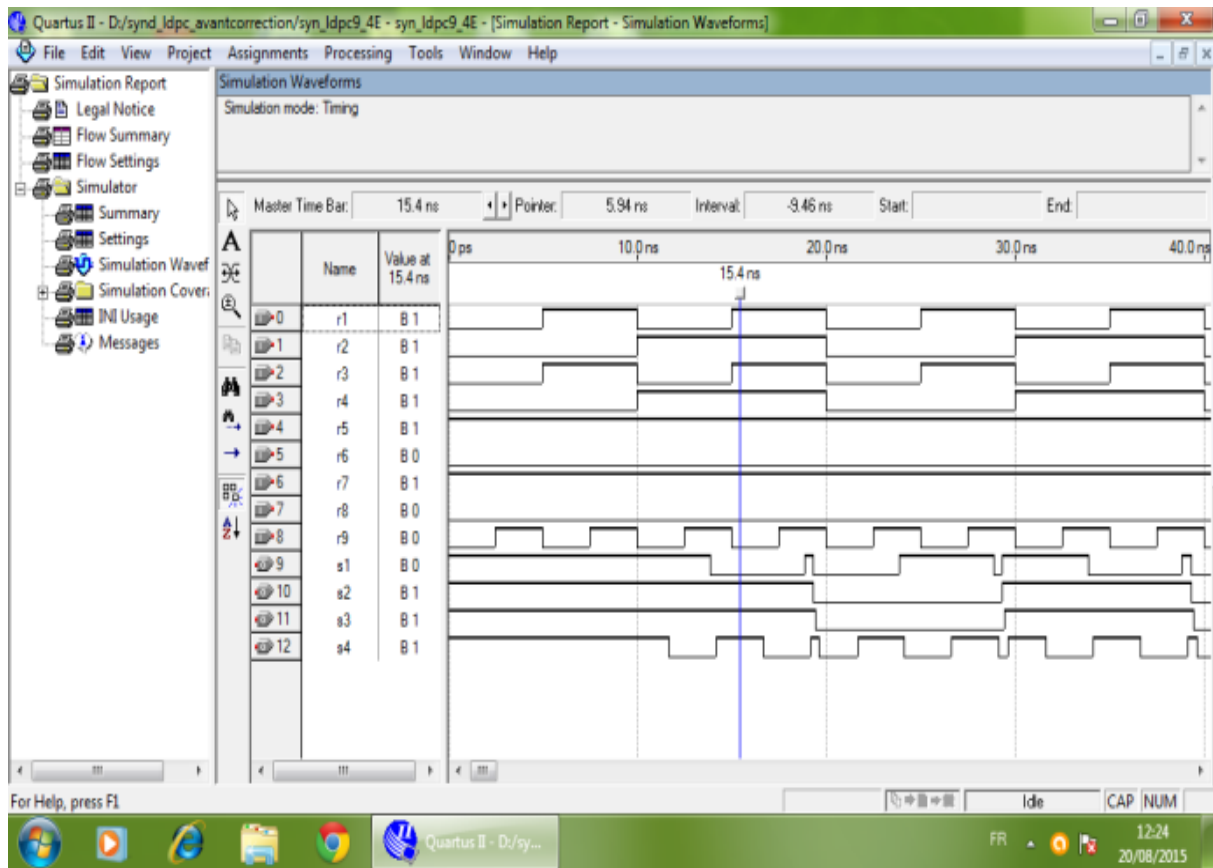 Quartus II - D:/synd_ldpc_avantcorrection/syn_ldpc9_4E - syn_ldpc9_4E - [Simulation Report - Simulation Waveforms]
File Edit View Project Assignments Processing Tools Window Help
Simulation Report
Legal Notice
Flow Summary
Flow Settings
Simulator
Summary
Settings
Simulation Wavef
Simulation Cover
INI Usage
Messages
Simulation Waveforms
Simulation mode: Timing
Master Time Bar: 15.4 ns Pointer: 5.94 ns Interval: -9.46 ns Start: End:
Name Value at 15.4 ns 0 ps 10.0 ns 20.0 ns 30.0 ns 40.0 ns
15.4 ns
0 r1 B 1
1 r2 B 1
2 r3 B 1
3 r4 B 1
4 r5 B 1
5 r6 B 0
6 r7 B 1
7 r8 B 0
8 r9 B 0
9 s1 B 0
10 s2 B 1
11 s3 B 1
12 s4 B 1
For Help, press F1 Idle CAP NUM
Quartus II - D:/sy... FR 12:24
20/08/2015